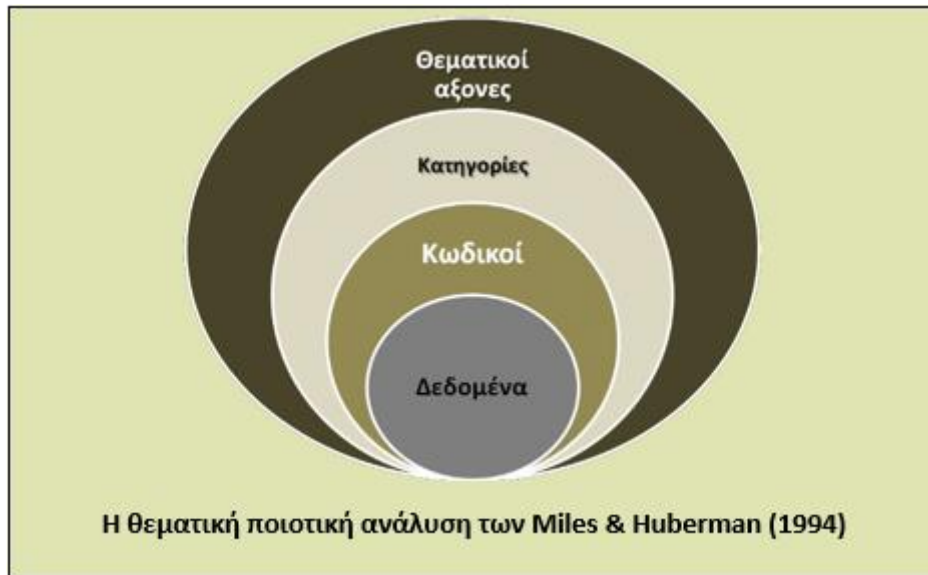 Θεματικοί
αξονες
Κατηγορίες
Κωδικοί
Δεδομένα
Η θεματική ποιοτική ανάλυση των Miles & Huberman (1994)